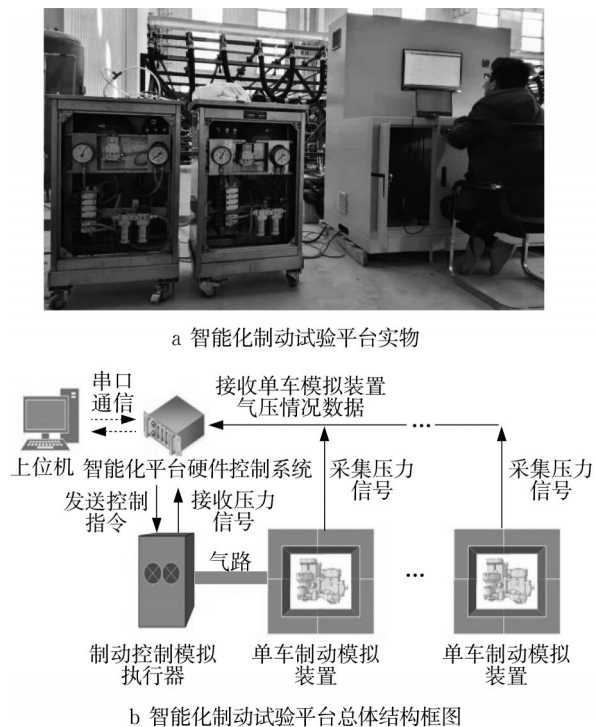 a 智能化制动试验平台实物
串口
通信
接收单车模拟装置
气压情况数据
...
上位机
智能化平台硬件控制系统
采集压力
信号
采集压力
信号
发送控制
指令
接收压力
信号
气路
...
制动控制模拟
执行器
单车制动模拟
装置
单车制动模拟
装置
b 智能化制动试验平台总体结构框图